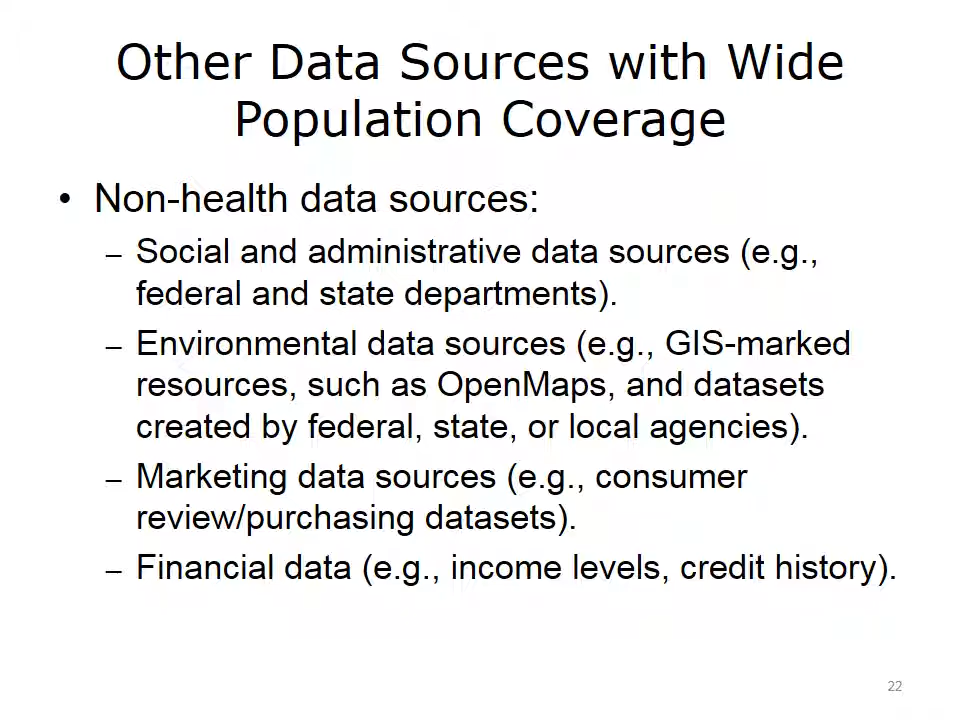 Other Data Sources with Wide
Population Coverage
• Non-health data sources:
– Social and administrative data sources (e.g.,
federal and state departments).
– Environmental data sources (e.g., GIS-marked
resources, such as OpenMaps, and datasets
created by federal, state, or local agencies).
– Marketing data sources (e.g., consumer
review/purchasing datasets).
– Financial data (e.g., income levels, credit history).
22